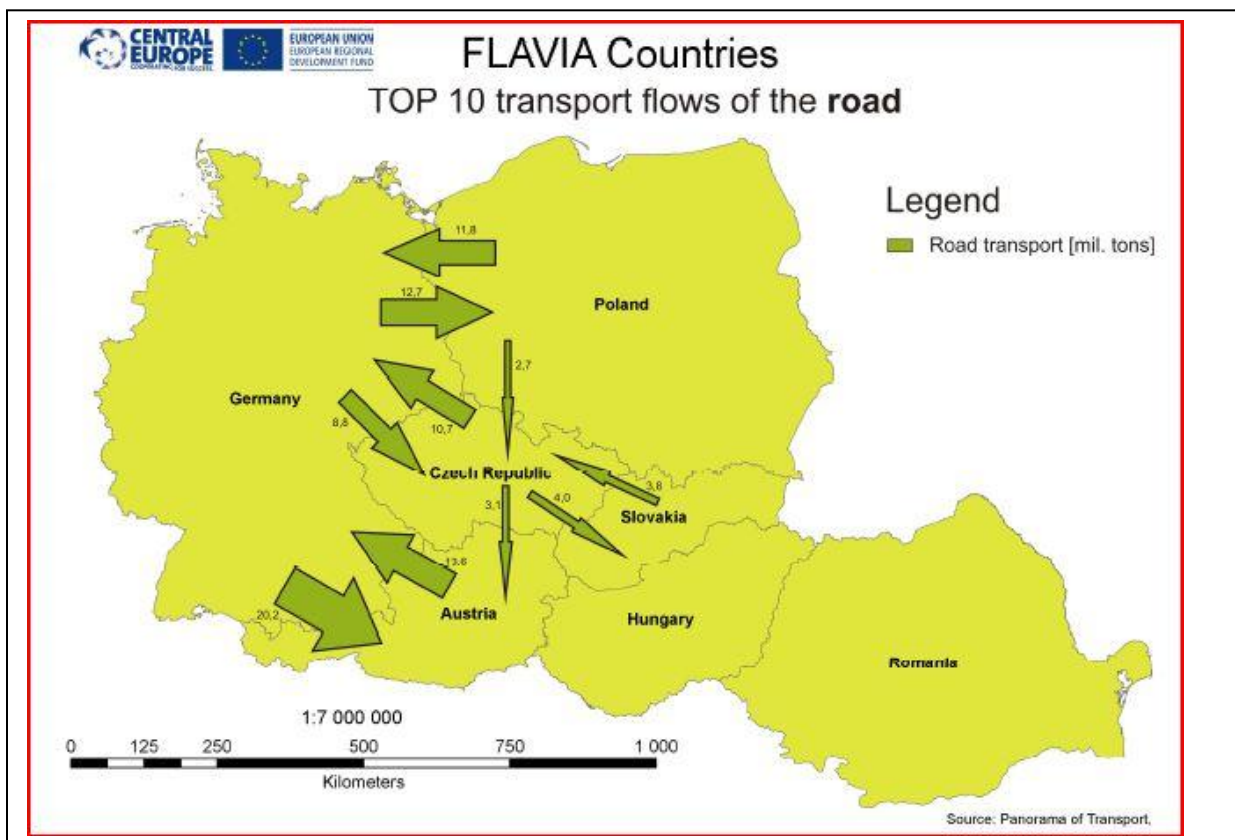 CENTRAL
EUROPE
EUROPEAN UNION
EUROPEAN REGIONAL
DEVELOPMENT FUND
FLAVIA Countries
TOP 10 transport flows of the road
Legend
Road transport [mil. tons]
11,8
12,7
Poland
2,7
Germany
8,8
10,7
Czech Republic
3,1
4,0
3,8
Slovakia
13,6
20,2
Austria
Hungary
Romania
1:7 000 000
0 125 250 500 750 1 000
Kilometers
Source: Panorama of Transport,